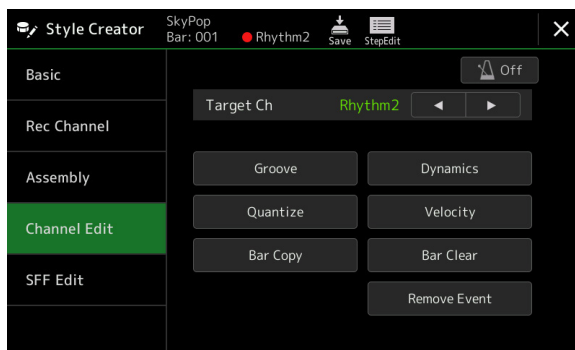 Style Creator
SkyPop
Bar: 001
Rhythm2
Save
StepEdit
Basic
Off
Target Ch
Rhythm2
Rec Channel
Assembly
Groove
Dynamics
Channel Edit
Quantize
Velocity
Bar Copy
Bar Clear
SFF Edit
Remove Event